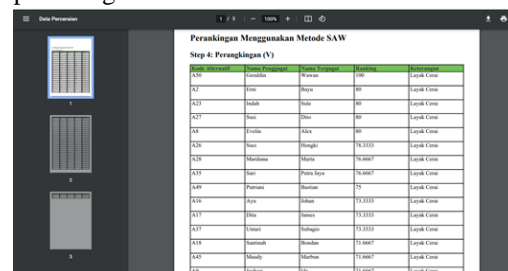 p
Data Perceraian 1 / 3 — 100% +
Perankingan Menggunakan Metode SAW
Step 4: Perangkingan (V)
Kode Alternatif Nama Penggugat Nama Tergugat Ranking Keterangan
A50 Geraldin Wawan 100 Layak Cerai
A2 Erni Bayu 80 Layak Cerai
A23 Indah Sule 80 Layak Cerai
A27 Susi Dito 80 Layak Cerai
A8 Evelin Alex 80 Layak Cerai
A26 Suci Hengki 78.3333 Layak Cerai
A28 Mardiana Marta 76.6667 Layak Cerai
A35 Sari Putra Jaya 76.6667 Layak Cerai
A49 Patriani Bastian 75 Layak Cerai
A16 Ayu Johan 73.3333 Layak Cerai
A17 Dita James 73.3333 Layak Cerai
A37 Untari Subagio 73.3333 Layak Cerai
A18 Santinah Bondan 71.6667 Layak Cerai
A45 Maudy Marbun 71.6667 Layak Cerai
1
2
3